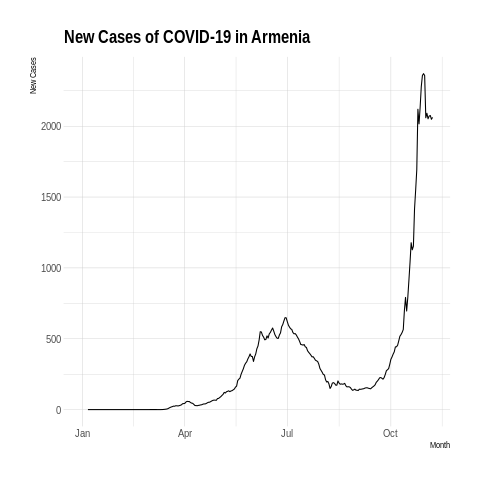 New Cases of COVID-19 in Armenia
New Cases
2000
1500
1000
500
0
Jan Apr Jul Oct
Month